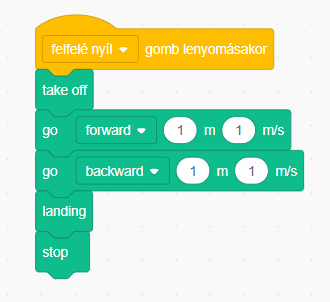 felfelé nyíl gomb lenyomásakor
take off
go forward 1 m 1 m/s
go backward 1 m 1 m/s
landing
stop